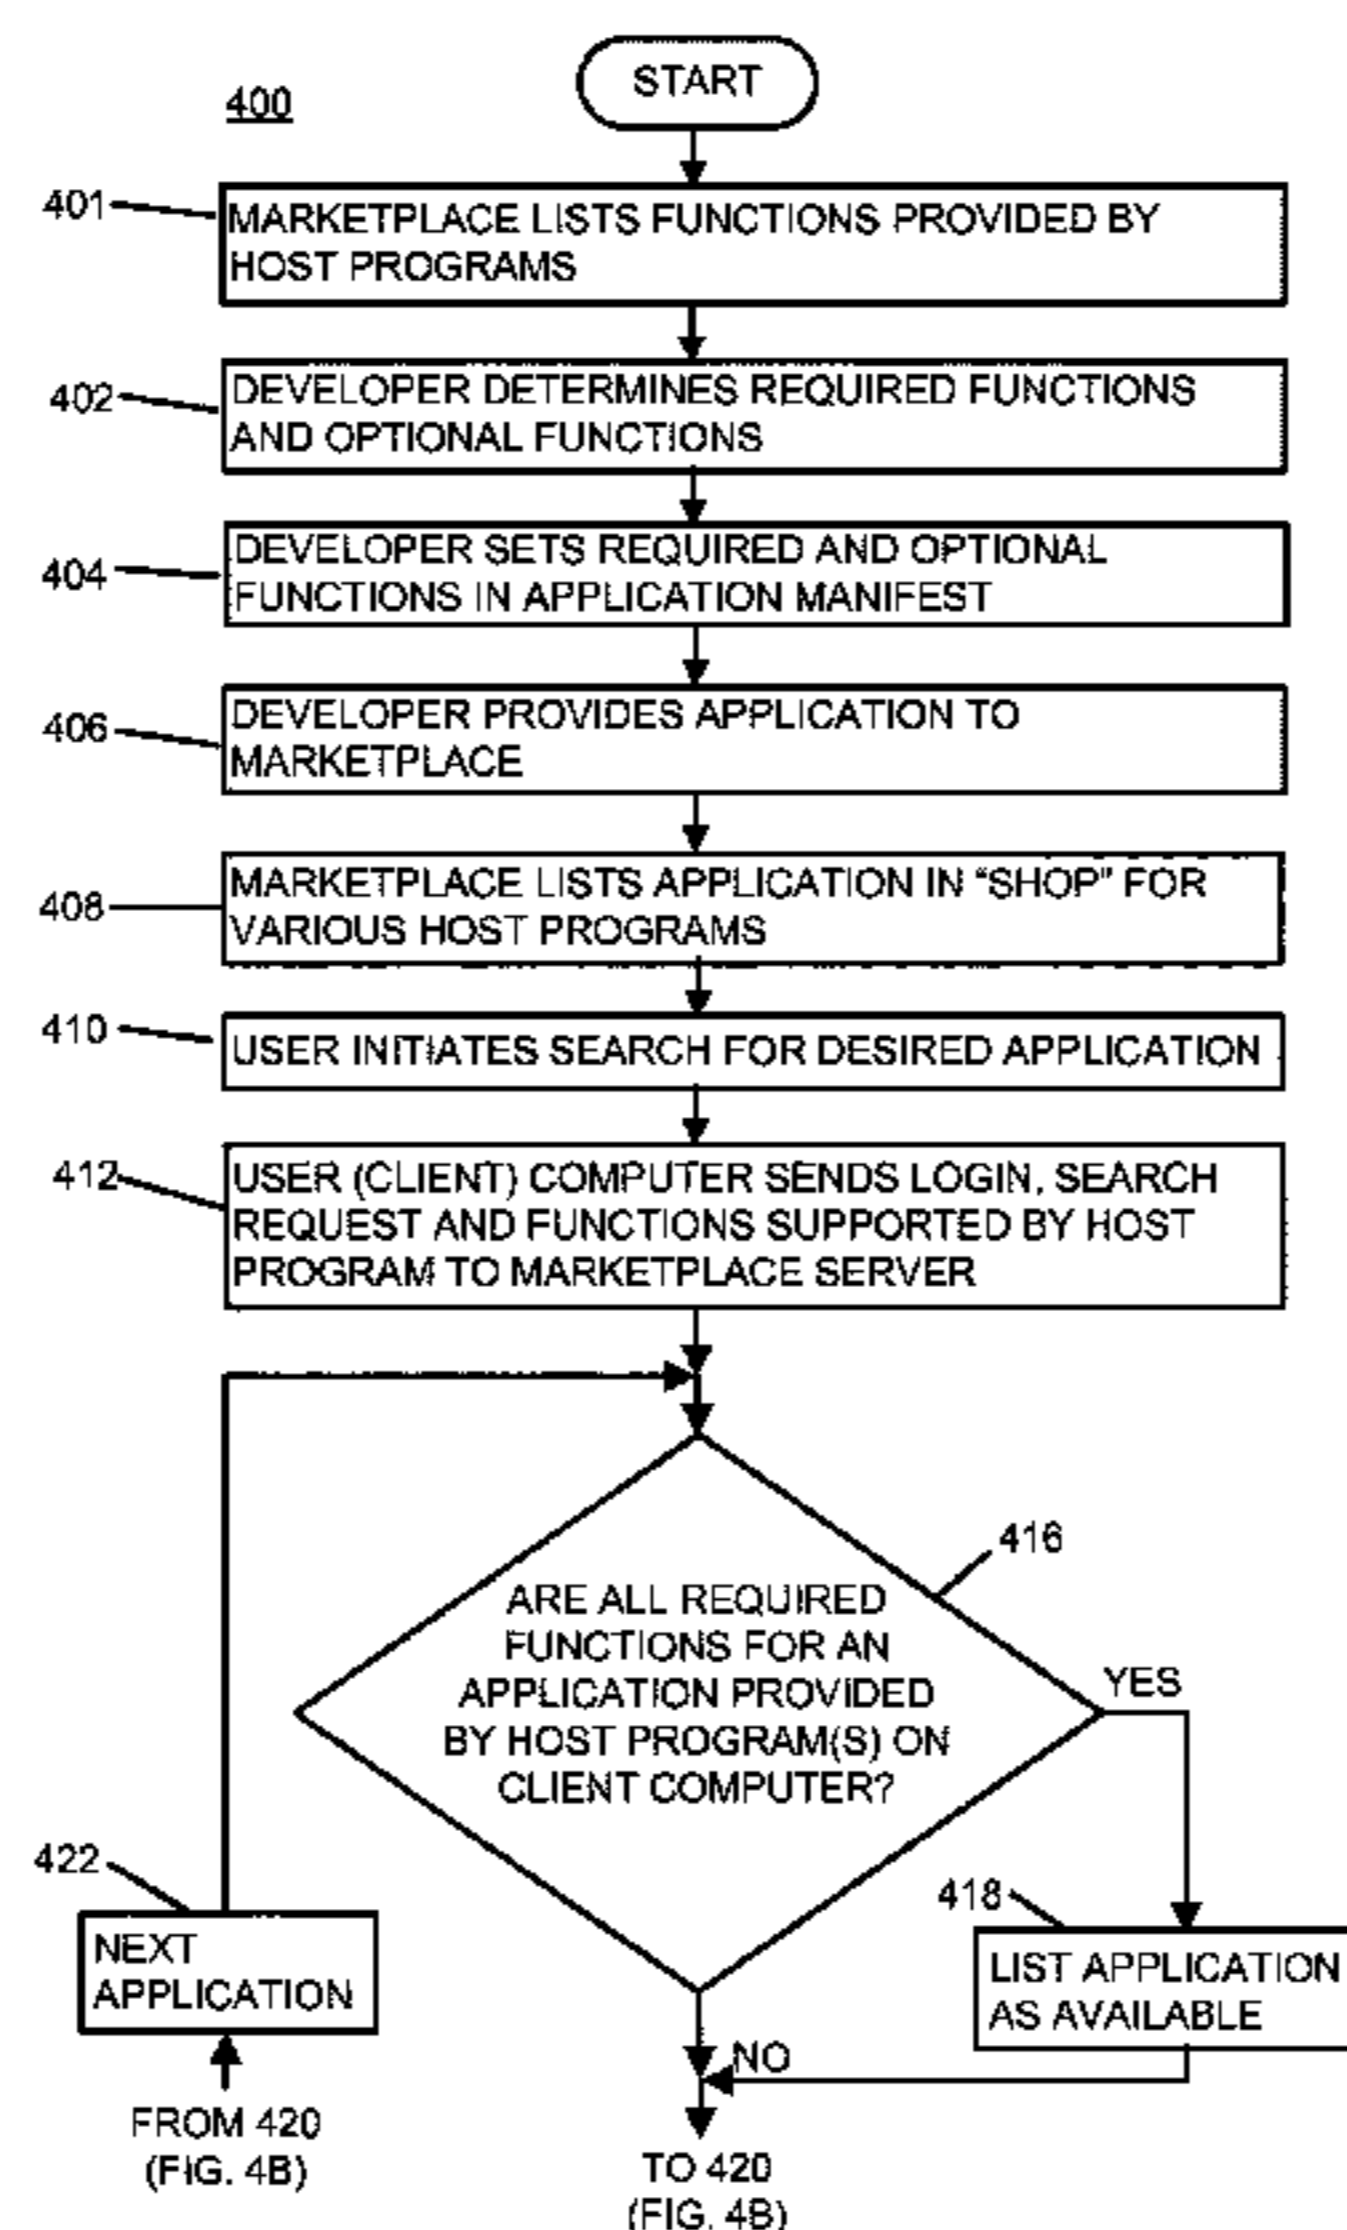 START
400
401
MARKETPLACE LISTS FUNCTIONS PROVIDED BY
HOST PROGRAMS
402
DEVELOPER DETERMINES REQUIRED FUNCTIONS
AND OPTIONAL FUNCTIONS
404
DEVELOPER SETS REQUIRED AND OPTIONAL
FUNCTIONS IN APPLICATION MANIFEST
406
DEVELOPER PROVIDES APPLICATION TO
MARKETPLACE
408
MARKETPLACE LISTS APPLICATION IN "SHOP" FOR
VARIOUS HOST PROGRAMS
410
USER INITIATES SEARCH FOR DESIRED APPLICATION
412
USER (CLIENT) COMPUTER SENDS LOGIN, SEARCH
REQUEST AND FUNCTIONS SUPPORTED BY HOST
PROGRAM TO MARKETPLACE SERVER
416
ARE ALL REQUIRED
FUNCTIONS FOR AN
APPLICATION PROVIDED
BY HOST PROGRAM(S) ON
CLIENT COMPUTER?
YES
422
NEXT
APPLICATION
418
LIST APPLICATION
AS AVAILABLE
NO
FROM 420
(FIG. 4B)
TO 420
(FIG. 4B)